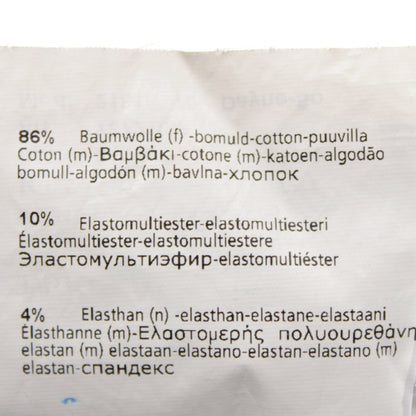 86% Baumwolle (f) -bomuld-cotton-puuvilla
Coton (m)-Βαμβάκι-cotone (m)-katoen-algodão
bomull-algodón (m)-bavlna-хлопок
10% Elastomultiester-elastomultiesteri
Élastomultiester-elastomultiestere
Эластомультиэфир-elastomultiéster
4% Elasthan (n) -elasthan-elastane-elastaani
Élasthanne (m)-Ελαστομερής πολυουρεθάνη
elastan (m) elastaan-elastano-elastan-elastano (m)
elastan-спандекс